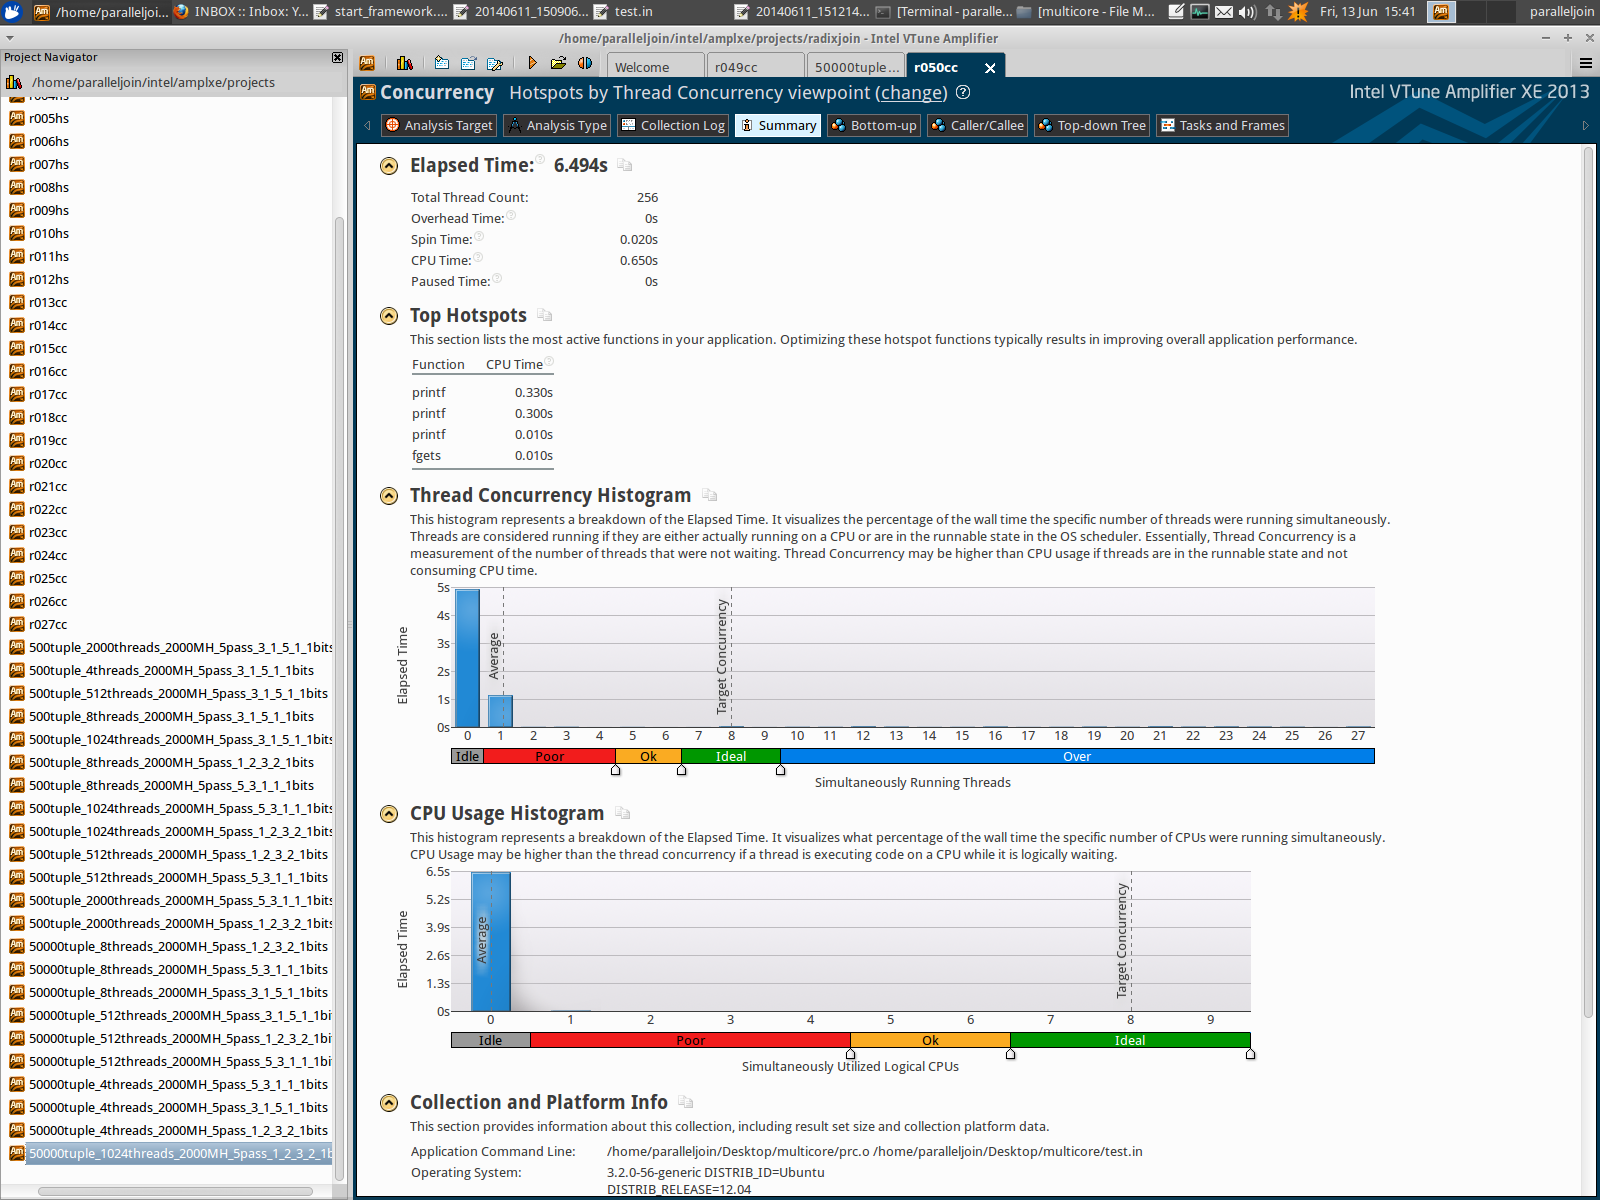 /home/paralleljoi...
INBOX :: Inbox: Y...
start_framework....
20140611_150906...
test.in
20140611_151214...
[Terminal - paralle...
[multicore - File M...
Fri, 13 Jun 15:41
paralleljoin
/home/paralleljoin/intel/amplxe/projects/radixjoin - Intel VTune Amplifier
Project Navigator
/home/paralleljoin/intel/amplxe/projects
r004hs
r005hs
r006hs
r007hs
r008hs
r009hs
r010hs
r011hs
r012hs
r013cc
r014cc
r015cc
r016cc
r017cc
r018cc
r019cc
r020cc
r021cc
r022cc
r023cc
r024cc
r025cc
r026cc
r027cc
500tuple_2000threads_2000MH_5pass_3_1_5_1_1bits
500tuple_4threads_2000MH_5pass_3_1_5_1_1bits
500tuple_512threads_2000MH_5pass_3_1_5_1_1bits
500tuple_8threads_2000MH_5pass_3_1_5_1_1bits
500tuple_1024threads_2000MH_5pass_3_1_5_1_1bits
500tuple_8threads_2000MH_5pass_1_2_3_2_1bits
500tuple_8threads_2000MH_5pass_5_3_1_1_1bits
500tuple_1024threads_2000MH_5pass_5_3_1_1_1bits
500tuple_1024threads_2000MH_5pass_1_2_3_2_1bits
500tuple_512threads_2000MH_5pass_1_2_3_2_1bits
500tuple_512threads_2000MH_5pass_5_3_1_1_1bits
500tuple_2000threads_2000MH_5pass_5_3_1_1_1bits
500tuple_2000threads_2000MH_5pass_1_2_3_2_1bits
50000tuple_8threads_2000MH_5pass_1_2_3_2_1bits
50000tuple_8threads_2000MH_5pass_5_3_1_1_1bits
50000tuple_8threads_2000MH_5pass_3_1_5_1_1bits
50000tuple_512threads_2000MH_5pass_3_1_5_1_1bi
50000tuple_512threads_2000MH_5pass_1_2_3_2_1bi
50000tuple_512threads_2000MH_5pass_5_3_1_1_1bi
50000tuple_4threads_2000MH_5pass_5_3_1_1_1bits
50000tuple_4threads_2000MH_5pass_3_1_5_1_1bits
50000tuple_4threads_2000MH_5pass_1_2_3_2_1bits
50000tuple_1024threads_2000MH_5pass_1_2_3_2_1b
Welcome
r049cc
50000tuple...
r050cc
Concurrency Hotspots by Thread Concurrency viewpoint (change)
Intel VTune Amplifier XE 2013
Analysis Target
Analysis Type
Collection Log
Summary
Bottom-up
Caller/Callee
Top-down Tree
Tasks and Frames
Elapsed Time: 6.494s
Total Thread Count: 256
Overhead Time: 0s
Spin Time: 0.020s
CPU Time: 0.650s
Paused Time: 0s
Top Hotspots
This section lists the most active functions in your application. Optimizing these hotspot functions typically results in improving overall application performance.
Function CPU Time
printf 0.330s
printf 0.300s
printf 0.010s
fgets 0.010s
Thread Concurrency Histogram
This histogram represents a breakdown of the Elapsed Time. It visualizes the percentage of the wall time the specific number of threads were running simultaneously.
Threads are considered running if they are either actually running on a CPU or are in the runnable state in the OS scheduler. Essentially, Thread Concurrency is a
measurement of the number of threads that were not waiting. Thread Concurrency may be higher than CPU usage if threads are in the runnable state and not
consuming CPU time.
Elapsed Time
5s
4s
3s
2s
1s
0s
Average
Target Concurrency
0 1 2 3 4 5 6 7 8 9 10 11 12 13 14 15 16 17 18 19 20 21 22 23 24 25 26 27
Idle Poor Ok Ideal Over
Simultaneously Running Threads
CPU Usage Histogram
This histogram represents a breakdown of the Elapsed Time. It visualizes what percentage of the wall time the specific number of CPUs were running simultaneously.
CPU Usage may be higher than the thread concurrency if a thread is executing code on a CPU while it is logically waiting.
Elapsed Time
6.5s
5.2s
3.9s
2.6s
1.3s
0s
Average
Target Concurrency
0 1 2 3 4 5 6 7 8 9
Idle Poor Ok Ideal
Simultaneously Utilized Logical CPUs
Collection and Platform Info
This section provides information about this collection, including result set size and collection platform data.
Application Command Line: /home/paralleljoin/Desktop/multicore/prc.o /home/paralleljoin/Desktop/multicore/test.in
Operating System: 3.2.0-56-generic DISTRIB_ID=Ubuntu
DISTRIB_RELEASE=12.04